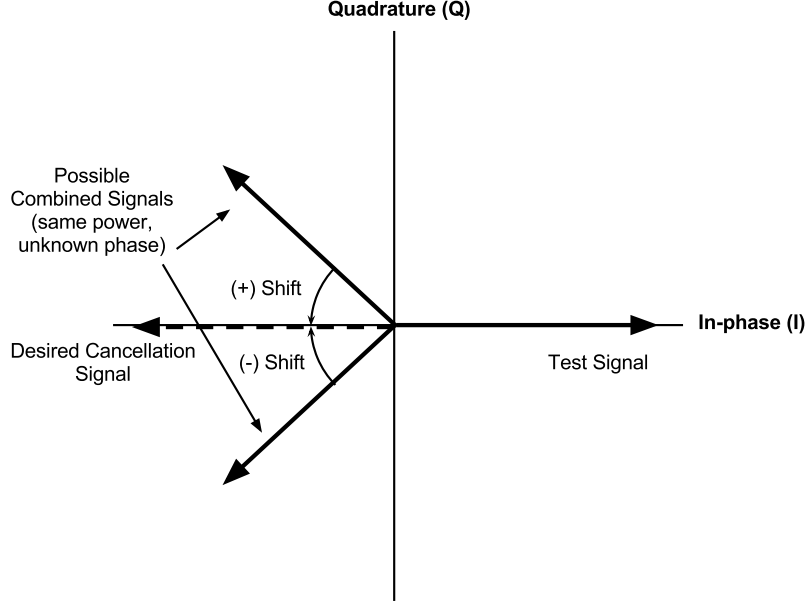 Quadrature (Q)
Possible
Combined Signals
(same power,
unknown phase)
(+) Shift
In-phase (I)
Desired Cancellation
Signal
(-) Shift
Test Signal